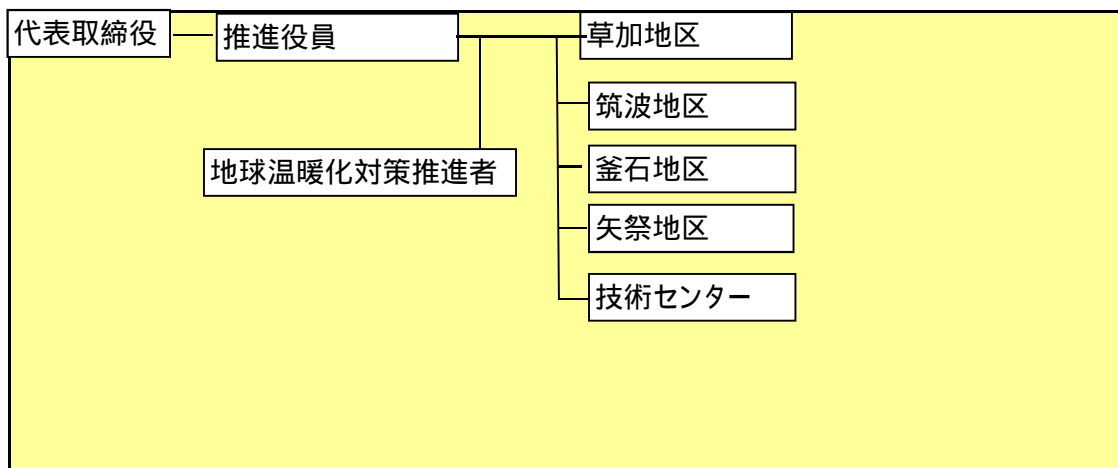 代表取締役
推進役員
草加地区
筑波地区
地球温暖化対策推進者
釜石地区
矢祭地区
技術センター